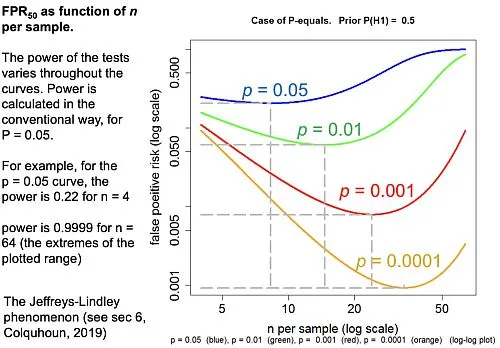 FPR50 as function of n
per sample.
The power of the tests
varies throughout the
curves. Power is
calculated in the
conventional way, for
P = 0.05.
For example, for the
p = 0.05 curve, the
power is 0.22 for n = 4
power is 0.9999 for n =
64 (the extremes of the
plotted range)
The Jeffreys-Lindley
phenomenon (see sec 6,
Colquhoun, 2019)
Case of P-equals. Prior P(H1) = 0.5
false poeitive risk (log scale)
0.500
0.050
0.005
0.001
p = 0.05
p = 0.01
p = 0.001
p = 0.0001
5 10 20 50
n per sample (log scale)
p = 0.05 (blue), p = 0.01 (green), p = 0.001 (red), p = 0.0001 (orange) (log-log plot)